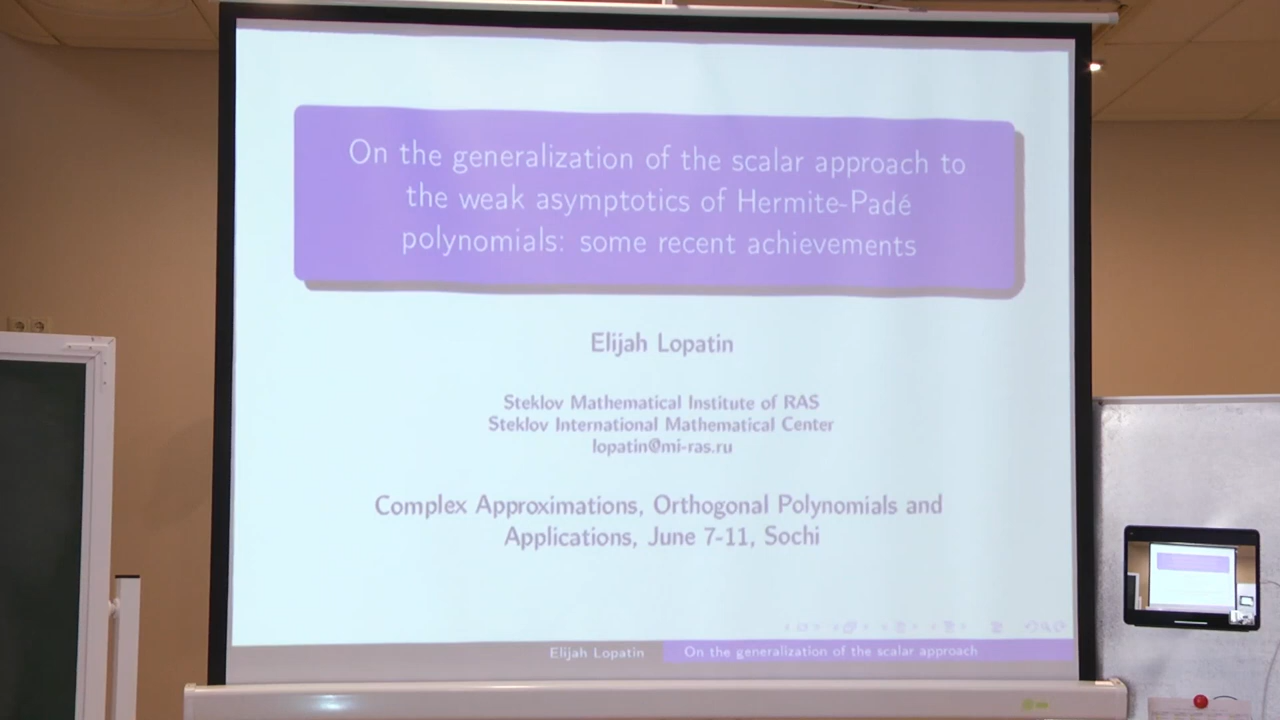 On the generalization of the scalar approach to
the weak asymptotics of Hermite-Padé
polynomials: some recent achievements
Elijah Lopatin
Steklov Mathematical Institute of RAS
Steklov International Mathematical Center
lopatin@mi-ras.ru
Complex Approximations, Orthogonal Polynomials and
Applications, June 7-11, Sochi
Elijah Lopatin
On the generalization of the scalar approach